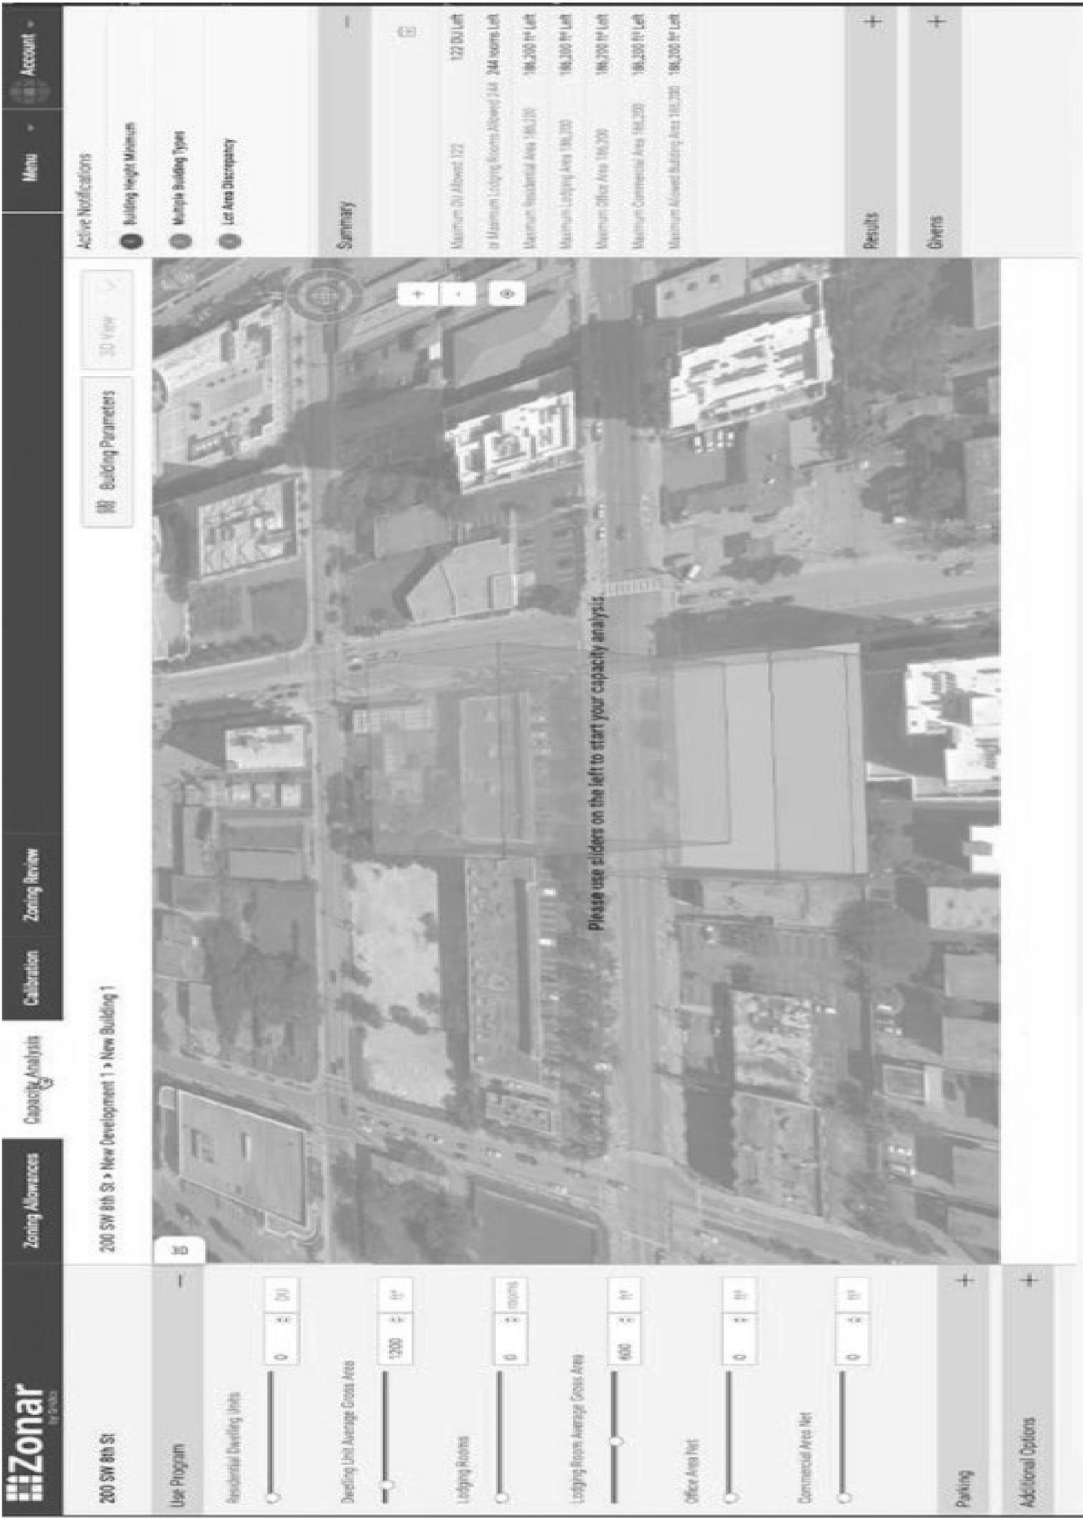 Zonar
by Gridics
Zoning Allowances
Capacity Analysis
Calibration
Zoning Review
Menu
Account
200 SW 8th St
200 SW 8th St > New Development 1 > New Building 1
Building Parameters
3D View
Use Program
Residential Dwelling Units
0 DU
Dwelling Unit Average Gross Area
1200 ft²
Lodging Rooms
0 rooms
Lodging Room Average Gross Area
600 ft²
Office Area Net
0 ft²
Commercial Area Net
0 ft²
Parking
Additional Options
3D
+
-
Please use sliders on the left to start your capacity analysis.
Active Notifications
Building Height Minimum
Multiple Building Types
Lot Area Discrepancy
Summary
Maximum DU Allowed 122 122 DU Left
or Maximum Lodging Rooms Allowed 244 244 rooms Left
Maximum Residential Area 186,200 186,200 ft² Left
Maximum Lodging Area 186,200 186,200 ft² Left
Maximum Office Area 186,200 186,200 ft² Left
Maximum Commercial Area 186,200 186,200 ft² Left
Maximum Allowed Building Area 186,200 186,200 ft² Left
Results
Givens